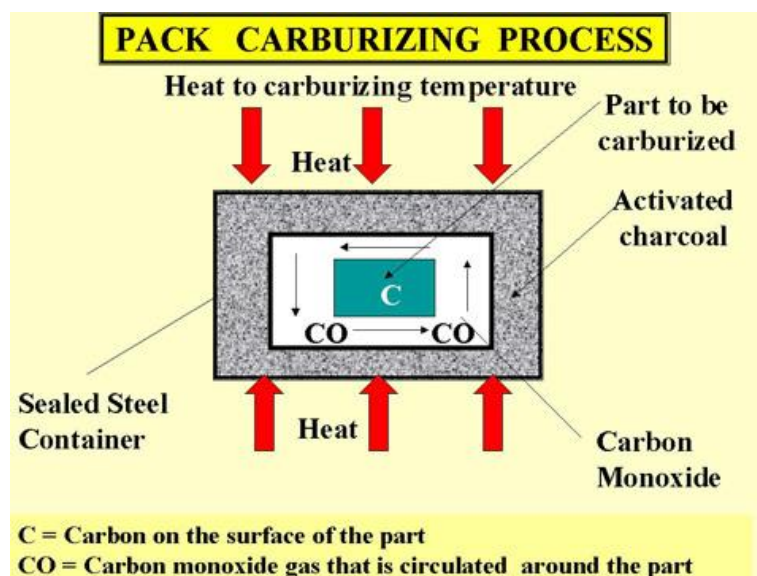 PACK CARBURIZING PROCESS
Heat to carburizing temperature
Part to be
carburized
Heat
Activated
charcoal
C
CO
CO
Sealed Steel
Container
Heat
Carbon
Monoxide
C = Carbon on the surface of the part
CO = Carbon monoxide gas that is circulated around the part